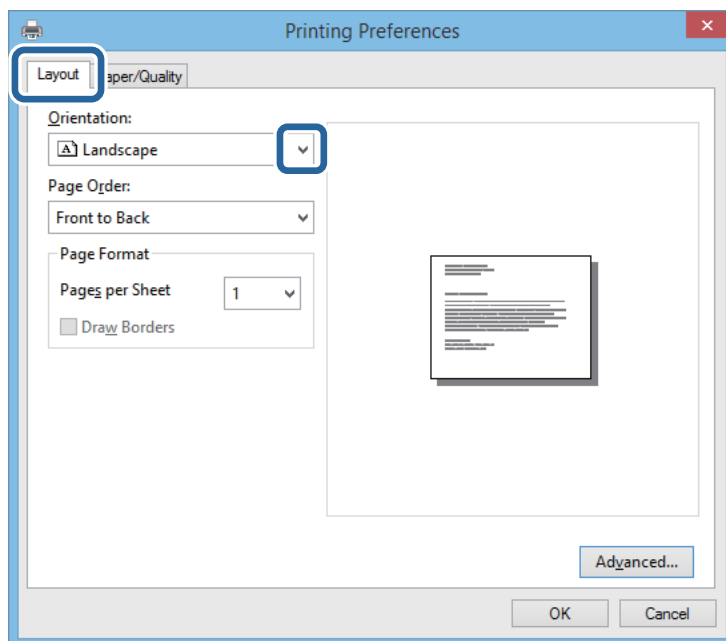 Printing Preferences
Layout
aper/Quality
Orientation:
Landscape
Page Order:
Front to Back
Page Format
Pages per Sheet
1
Draw Borders
Advanced...
OK
Cancel